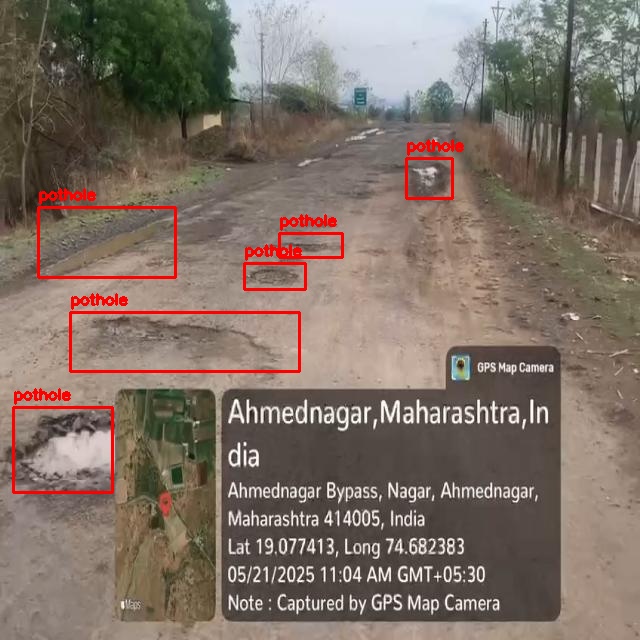 pothole
pothole
pothole
pothole
pothole
pothole
GPS Map Camera
Ahmednagar,Maharashtra,In
dia
Ahmednagar Bypass, Nagar, Ahmednagar,
Maharashtra 414005, India
Lat 19.077413, Long 74.682383
05/21/2025 11:04 AM GMT+05:30
Note : Captured by GPS Map Camera
Maps